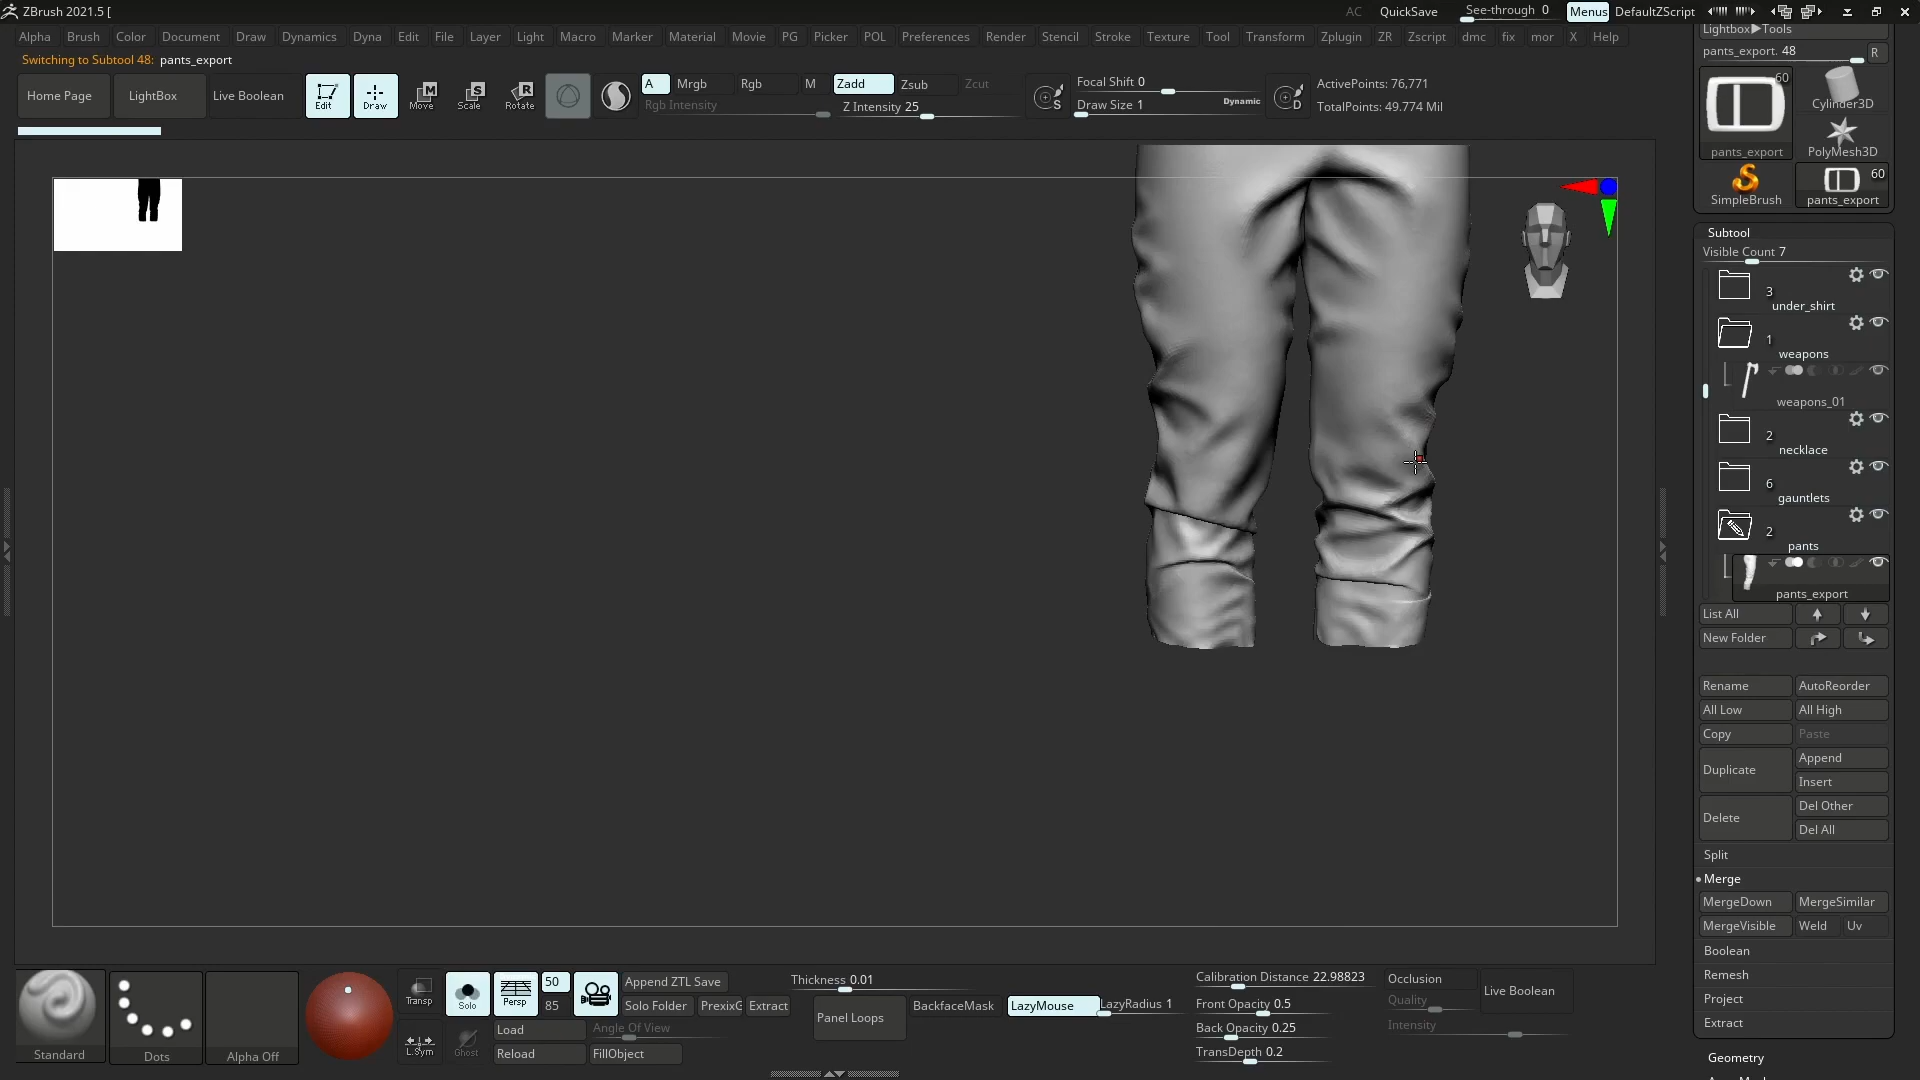 ZBrush 2021.5 [
AC QuickSave See-through 0 Menus DefaultZScript
Alpha Brush Color Document Draw Dynamics Dyna Edit File Layer Light Macro Marker Material Movie PG Picker POL Preferences Render Stencil Stroke Texture Tool Transform Zplugin ZR Zscript dmc fix mor X Help
Switching to Subtool 48: pants_export
Home Page LightBox Live Boolean Edit Draw Move Scale Rotate
A Mrgb Rgb M Zadd Zsub Zcut
Rgb Intensity Z Intensity 25
Focal Shift 0
Draw Size 1 Dynamic
ActivePoints: 76,771
TotalPoints: 49.774 Mil
Lightbox▶Tools
pants_export. 48 R
60
Cylinder3D
pants_export PolyMesh3D
60
SimpleBrush pants_export
Subtool
Visible Count 7
3
under_shirt
1
weapons
weapons_01
2
necklace
6
gauntlets
2
pants
pants_export
List All
New Folder
Rename AutoReorder
All Low All High
Copy Paste
Duplicate Append
Insert
Delete Del Other
Del All
Split
Merge
MergeDown MergeSimilar
MergeVisible Weld Uv
Boolean
Remesh
Project
Extract
Geometry
Standard
Dots
Alpha Off
Transp
L.Sym
Solo
Ghost
Persp
50
85
Append ZTL Save
Solo Folder PrexixG Extract
Load Angle Of View
Reload FillObject
Thickness 0.01
Panel Loops BackfaceMask LazyMouse LazyRadius 1
Calibration Distance 22.98823
Front Opacity 0.5
Back Opacity 0.25
TransDepth 0.2
Occlusion
Quality
Intensity
Live Boolean